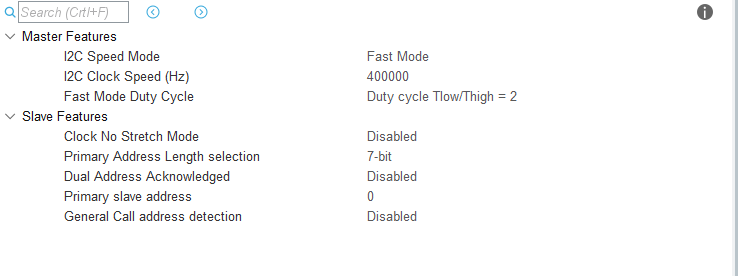 Search (Crtl+F)
Master Features
I2C Speed Mode Fast Mode
I2C Clock Speed (Hz) 400000
Fast Mode Duty Cycle Duty cycle Tlow/Thigh = 2
Slave Features
Clock No Stretch Mode Disabled
Primary Address Length selection 7-bit
Dual Address Acknowledged Disabled
Primary slave address 0
General Call address detection Disabled